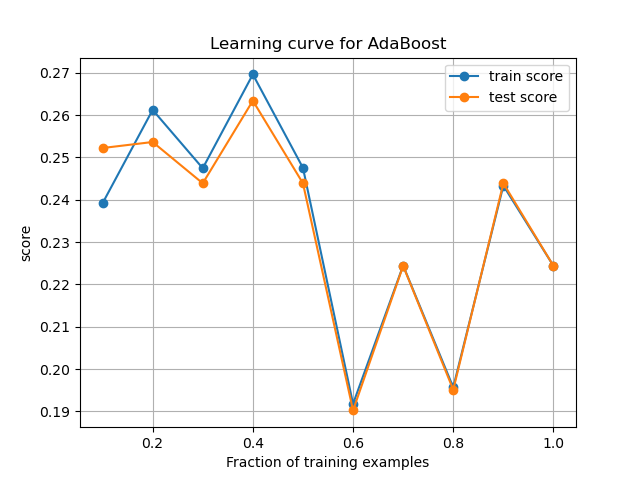 Learning curve for AdaBoost
train score
test score
0.27
0.26
0.25
0.24
0.23
0.22
0.21
0.20
0.19
score
0.2 0.4 0.6 0.8 1.0
Fraction of training examples